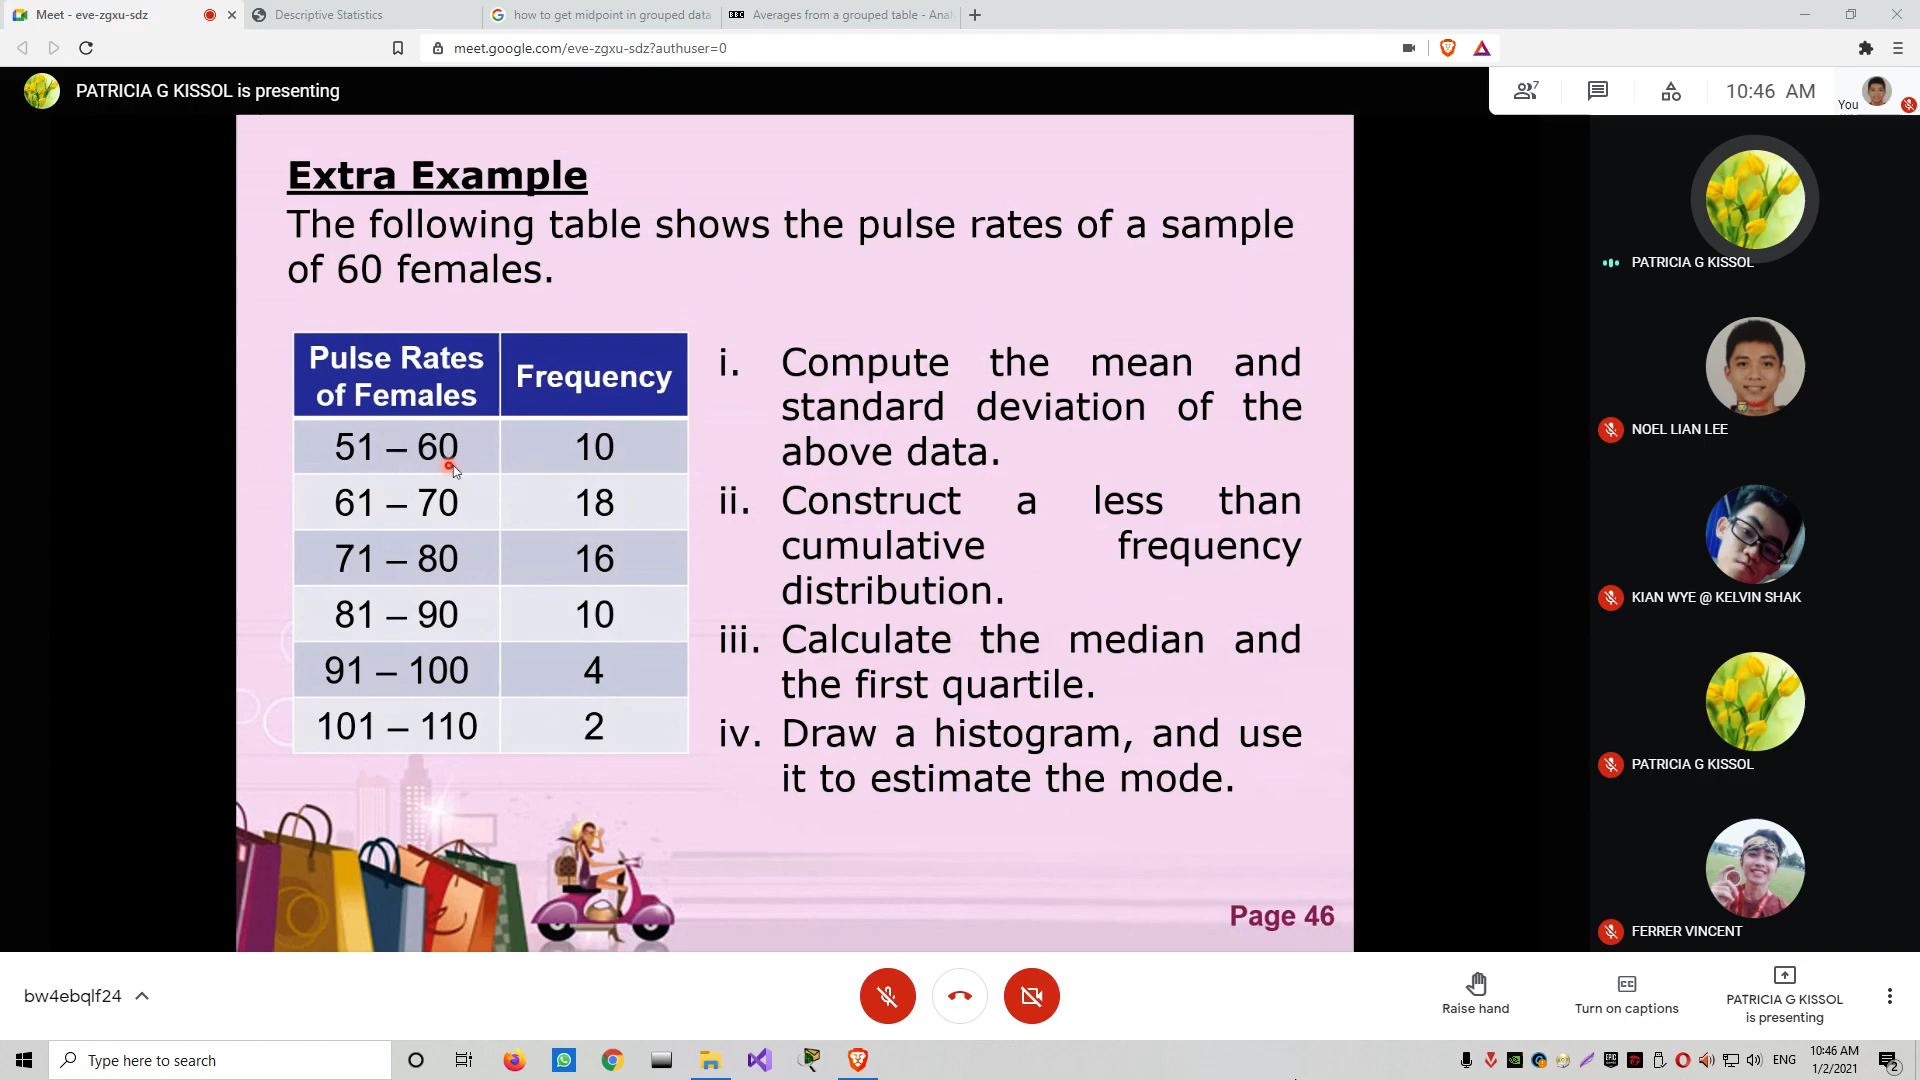 Meet - eve-zgxu-sdz
Descriptive Statistics
how to get midpoint in grouped data
BBC Averages from a grouped table - Anal
meet.google.com/eve-zgxu-sdz?authuser=0
PATRICIA G KISSOL is presenting
7
10:46 AM
You
Extra Example
The following table shows the pulse rates of a sample
of 60 females.
Pulse Rates
of Females
Frequency
51 – 60 10
61 – 70 18
71 – 80 16
81 – 90 10
91 – 100 4
101 – 110 2
i. Compute the mean and
standard deviation of the
above data.
ii. Construct a less than
cumulative frequency
distribution.
iii. Calculate the median and
the first quartile.
iv. Draw a histogram, and use
it to estimate the mode.
Page 46
PATRICIA G KISSOL
NOEL LIAN LEE
KIAN WYE @ KELVIN SHAK
PATRICIA G KISSOL
FERRER VINCENT
bw4ebqlf24
Raise hand
CC
Turn on captions
PATRICIA G KISSOL
is presenting
Type here to search
EPIC
ENG
10:46 AM
1/2/2021
2